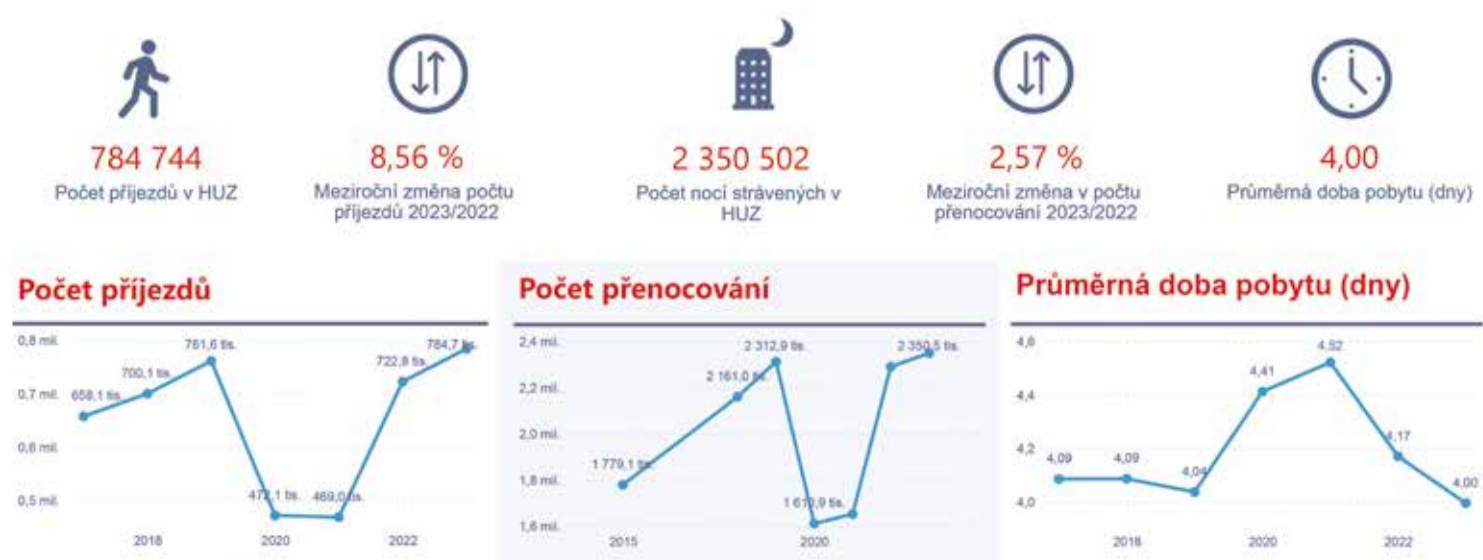 784 744
Počet příjezdů v HUZ
8,56 %
Meziroční změna počtu
příjezdů 2023/2022
2 350 502
Počet nocí strávených v
HUZ
2,57 %
Meziroční změna v počtu
přenocování 2023/2022
4,00
Průměrná doba pobytu (dny)
Počet příjezdů
0,8 mil.
0,7 mil.
0,6 mil.
0,5 mil.
658,1 tis.
700,1 tis.
761,6 tis.
472,1 tis.
469,0 tis.
722,8 tis.
784,7 tis.
2018
2020
2022
Počet přenocování
2,4 mil.
2,2 mil.
2,0 mil.
1,8 mil.
1,6 mil.
1 779,1 tis.
2 161,0 tis.
2 312,9 tis.
1 610,9 tis.
2 350,5 tis.
2015
2020
Průměrná doba pobytu (dny)
4,6
4,4
4,2
4,0
4,09
4,09
4,04
4,41
4,52
4,17
4,00
2018
2020
2022